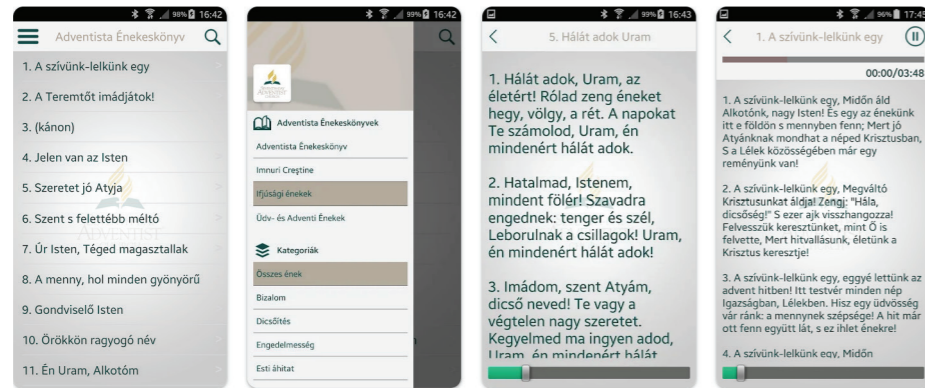 98% 16:42
Adventista Énekeskönyv
1. A szívünk-lelkünk egy
2. A Teremtőt imádjátok!
3. (kánon)
4. Jelen van az Isten
5. Szeretet jó Atyja
6. Szent s felettébb méltó
7. Úr Isten, Téged magasztallak
8. A menny, hol minden gyönyörű
9. Gondviselő Isten
10. Örökkön ragyogó név
11. Én Uram, Alkotóm
ADVENTIST
99% 16:42
ADVENTIST
Adventista Énekeskönyvek
Adventista Énekeskönyv
Imnuri Creștine
Ifjúsági énekek
Üdv- és Adventi Énekek
Kategóriák
Összes ének
Bizalom
Dicsőítés
Engedelmesség
Esti áhitat
99% 16:43
5. Hálát adok Uram
1. Hálát adok, Uram, az
életért! Rólad zeng éneket
hegy, völgy, a rét. A napokat
Te számolod, Uram, én
mindenért hálát adok.
2. Hatalmad, Istenem,
mindent fölér! Szavadra
engednek: tenger és szél,
Leborulnak a csillagok! Uram,
én mindenért hálát adok!
3. Imádom, szent Atyám,
dicső neved! Te vagy a
végtelen nagy szeretet.
Kegyelmed ma ingyen adod,
Uram, én mindenért hálát
96% 17:45
1. A szívünk-lelkünk egy
00:00/03:48
1. A szívünk-lelkünk egy, Midőn áld
Alkotónk, nagy Isten! És egy az énekünk
itt e földön s mennyben fenn; Mert jó
Atyánknak mondhat a néped Krisztusban,
S a Lélek közösségében már egy
reményünk van!
2. A szívünk-lelkünk egy, Megváltó
Krisztusunkat áldja! Zengj: "Hála,
dicsőség!" S ezer ajk visszhangozza!
Felvesszük keresztünket, mint Ő is
felvette, Mert hitvallásunk, életünk a
Krisztus keresztje!
3. A szívünk-lelkünk egy, eggyé lettünk az
advent hitben! Itt testvér minden nép
Igazságban, Lélekben. Hisz egy üdvösség
vár ránk: a mennynek szépsége! A hit már
ott fenn együtt lát, s ez ihlet énekre!
4. A szívünk-lelkünk egy, Midőn